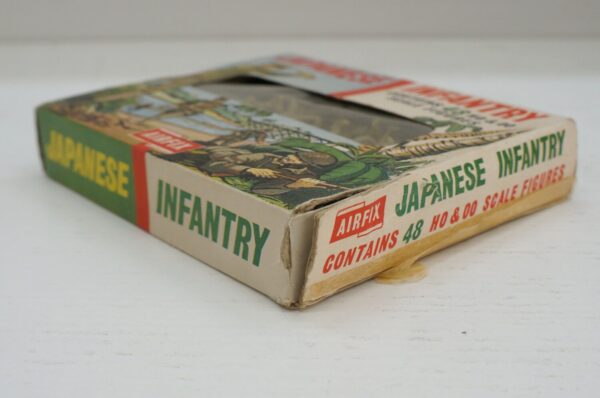 JAPANESE
INFANTRY
AIRFIX
JAPANESE
INFANTRY
AIRFIX
JAPANESE INFANTRY
CONTAINS 48 HO & OO SCALE FIGURES